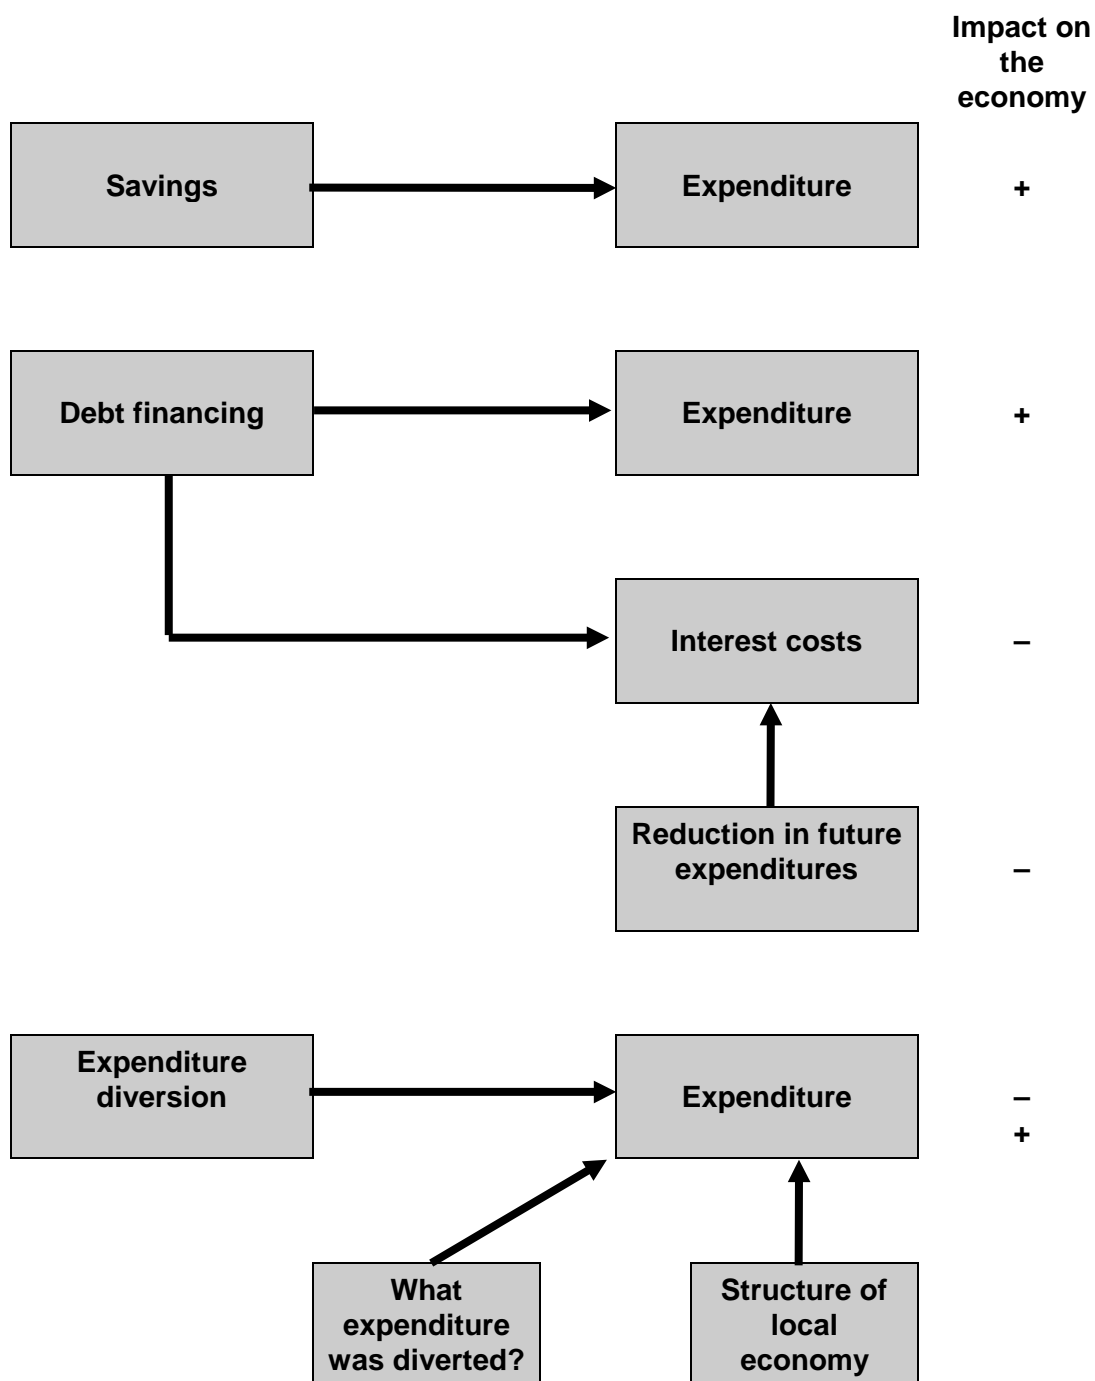 Impact on
the
economy
Savings
Expenditure
+
Debt financing
Expenditure
+
Interest costs
–
Reduction in future
expenditures
–
Expenditure
diversion
Expenditure
–
+
What
expenditure
was diverted?
Structure of
local
economy